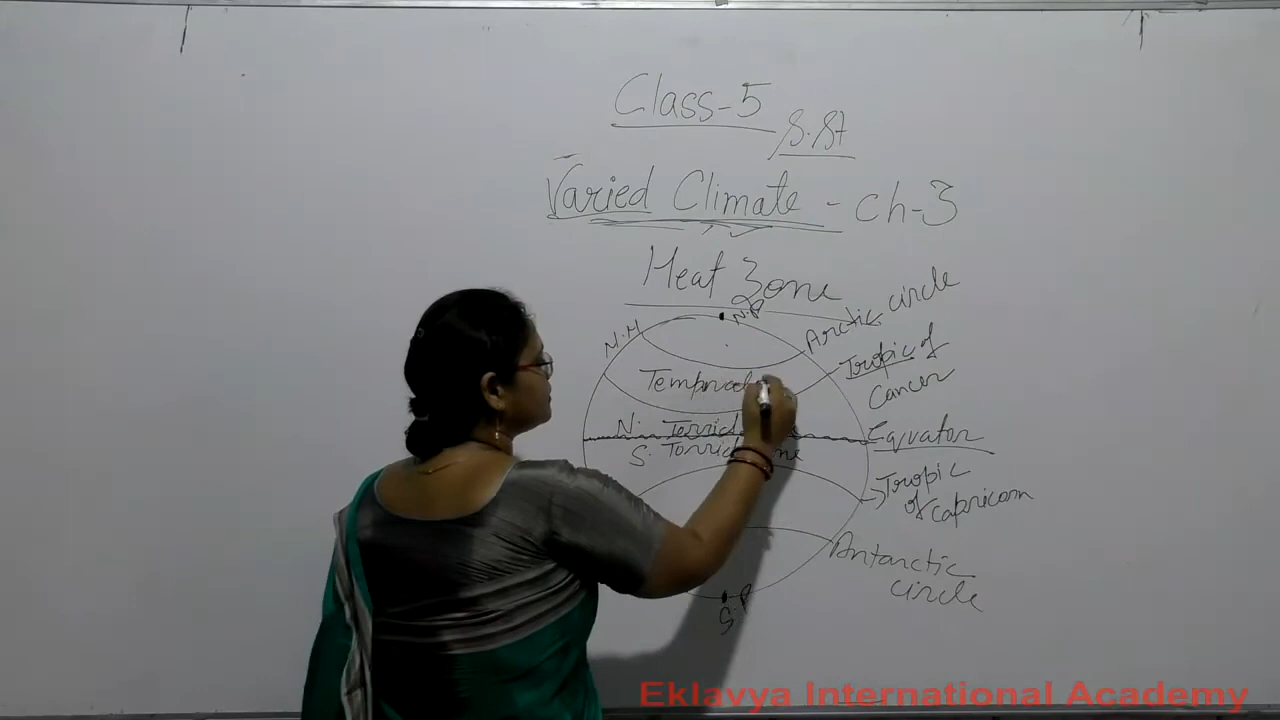 Class-5
S.St
Varied Climate - Ch-3
Heat Zone
N.P
N.H
Arctic circle
Tropic of
Cancer
N. Torrid
Equator
S. Torrid
Tropic
of Capricorn
Antarctic
circle
S.P
Eklavya International Academy